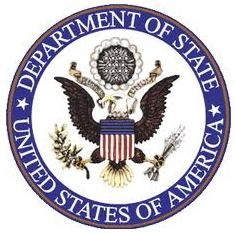 DEPARTMENT OF STATE
UNITED STATES OF AMERICA